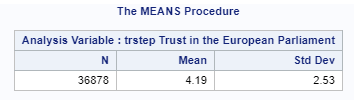 The MEANS Procedure
Analysis Variable : trstep Trust in the European Parliament
N Mean Std Dev
36878 4.19 2.53